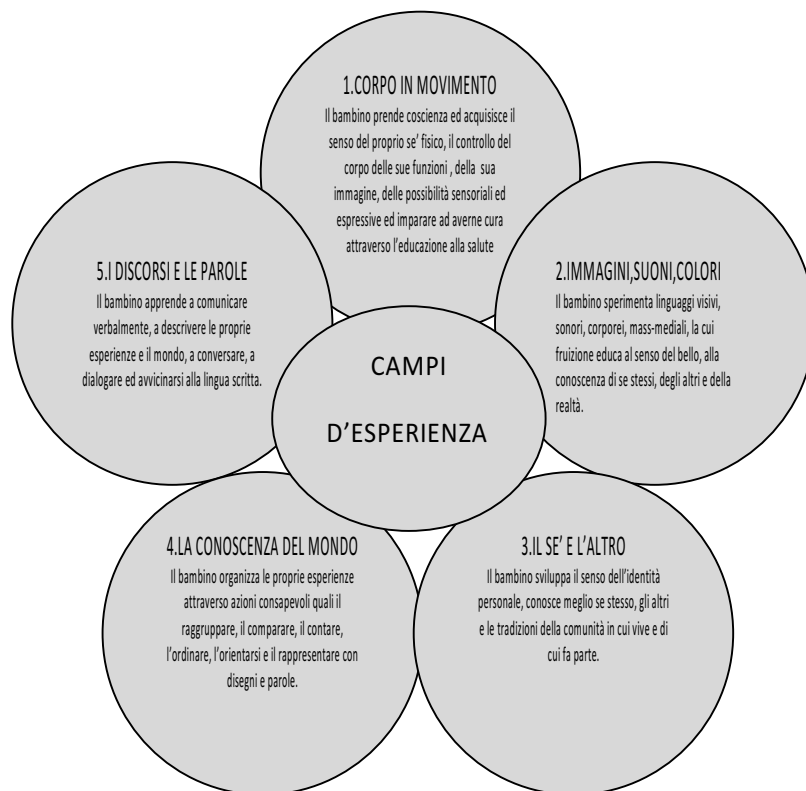 1.CORPO IN MOVIMENTO
Il bambino prende coscienza ed acquisisce il
senso del proprio se’ fisico, il controllo del
corpo delle sue funzioni , della sua
immagine, delle possibilità sensoriali ed
espressive ed imparare ad averne cura
attraverso l’educazione alla salute
2.IMMAGINI,SUONI,COLORI
Il bambino sperimenta linguaggi visivi,
sonori, corporei, mass-mediali, la cui
fruizione educa al senso del bello, alla
conoscenza di se stessi, degli altri e della
realtà.
3.IL SE’ E L’ALTRO
Il bambino sviluppa il senso dell’identità
personale, conosce meglio se stesso, gli altri
e le tradizioni della comunità in cui vive e di
cui fa parte.
4.LA CONOSCENZA DEL MONDO
Il bambino organizza le proprie esperienze
attraverso azioni consapevoli quali il
raggruppare, il comparare, il contare,
l’ordinare, l’orientarsi e il rappresentare con
disegni e parole.
5.I DISCORSI E LE PAROLE
Il bambino apprende a comunicare
verbalmente, a descrivere le proprie
esperienze e il mondo, a conversare, a
dialogare ed avvicinarsi alla lingua scritta.
CAMPI
D’ESPERIENZA